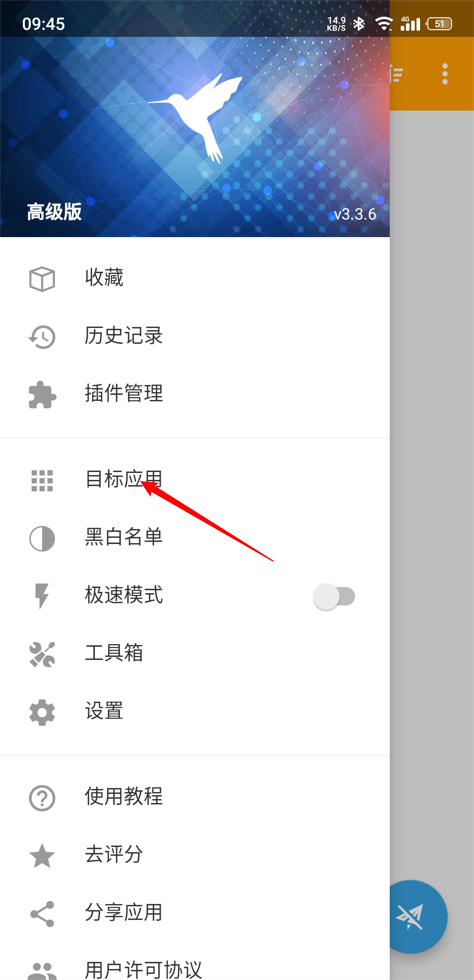 09:45
14.9
KB/S
4G
51
高级版
v3.3.6
收藏
历史记录
插件管理
目标应用
黑白名单
极速模式
工具箱
设置
使用教程
去评分
分享应用
用户许可协议